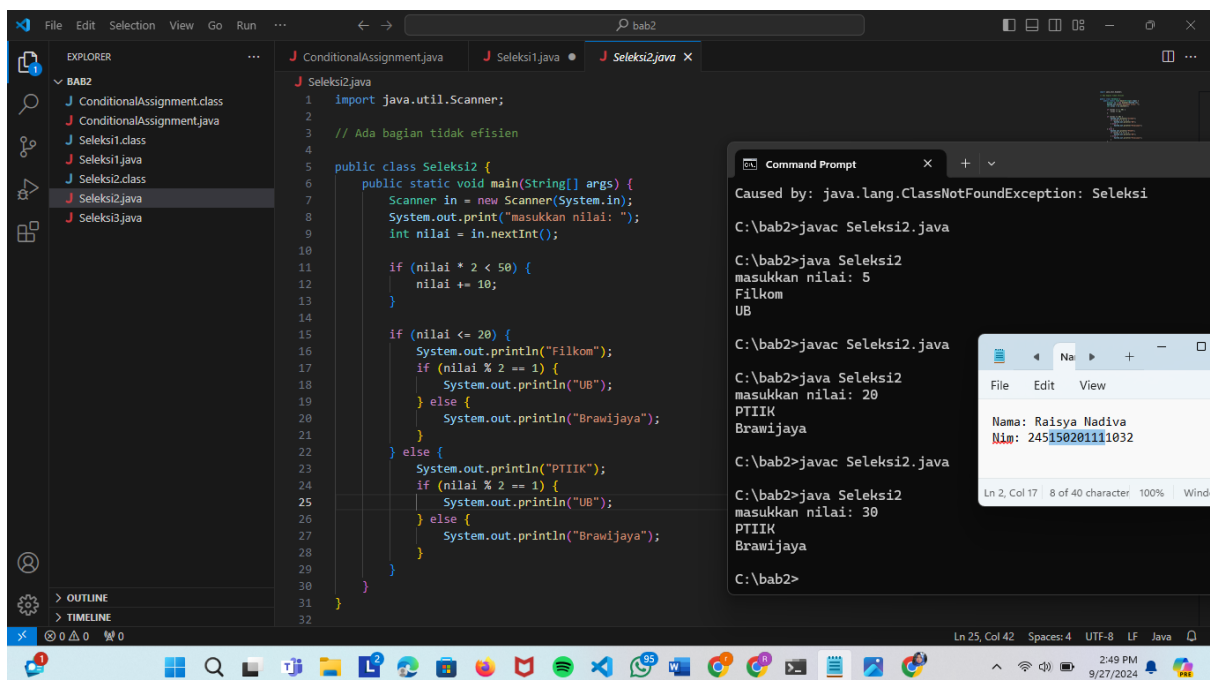 File Edit Selection View Go Run ··· ← → bab2
EXPLORER ···
BAB2
J ConditionalAssignment.class
J ConditionalAssignment.java
J Seleksi1.class
J Seleksi1.java
J Seleksi2.class
J Seleksi2.java
J Seleksi3.java
OUTLINE
TIMELINE
J ConditionalAssignment.java J Seleksi1.java ● J Seleksi2.java ×
J Seleksi2.java
1 import java.util.Scanner;
2
3 // Ada bagian tidak efisien
4
5 public class Seleksi2 {
6     public static void main(String[] args) {
7         Scanner in = new Scanner(System.in);
8         System.out.print("masukkan nilai: ");
9         int nilai = in.nextInt();
10
11         if (nilai * 2 < 50) {
12             nilai += 10;
13         }
14
15         if (nilai <= 20) {
16             System.out.println("Filkom");
17             if (nilai % 2 == 1) {
18                 System.out.println("UB");
19             } else {
20                 System.out.println("Brawijaya");
21             }
22         } else {
23             System.out.println("PTIIK");
24             if (nilai % 2 == 1) {
25                 System.out.println("UB");
26             } else {
27                 System.out.println("Brawijaya");
28             }
29         }
30     }
31 }
32
Command Prompt × +
Caused by: java.lang.ClassNotFoundException: Seleksi
C:\bab2>javac Seleksi2.java
C:\bab2>java Seleksi2
masukkan nilai: 5
Filkom
UB
C:\bab2>javac Seleksi2.java
C:\bab2>java Seleksi2
masukkan nilai: 20
PTIIK
Brawijaya
C:\bab2>javac Seleksi2.java
C:\bab2>java Seleksi2
masukkan nilai: 30
PTIIK
Brawijaya
C:\bab2>
Na +
File Edit View
Nama: Raisya Nadiva
Nim: 245150201111032
Ln 2, Col 17 8 of 40 character 100% Wind
0 0 0 Ln 25, Col 42 Spaces: 4 UTF-8 LF Java
2:49 PM
9/27/2024